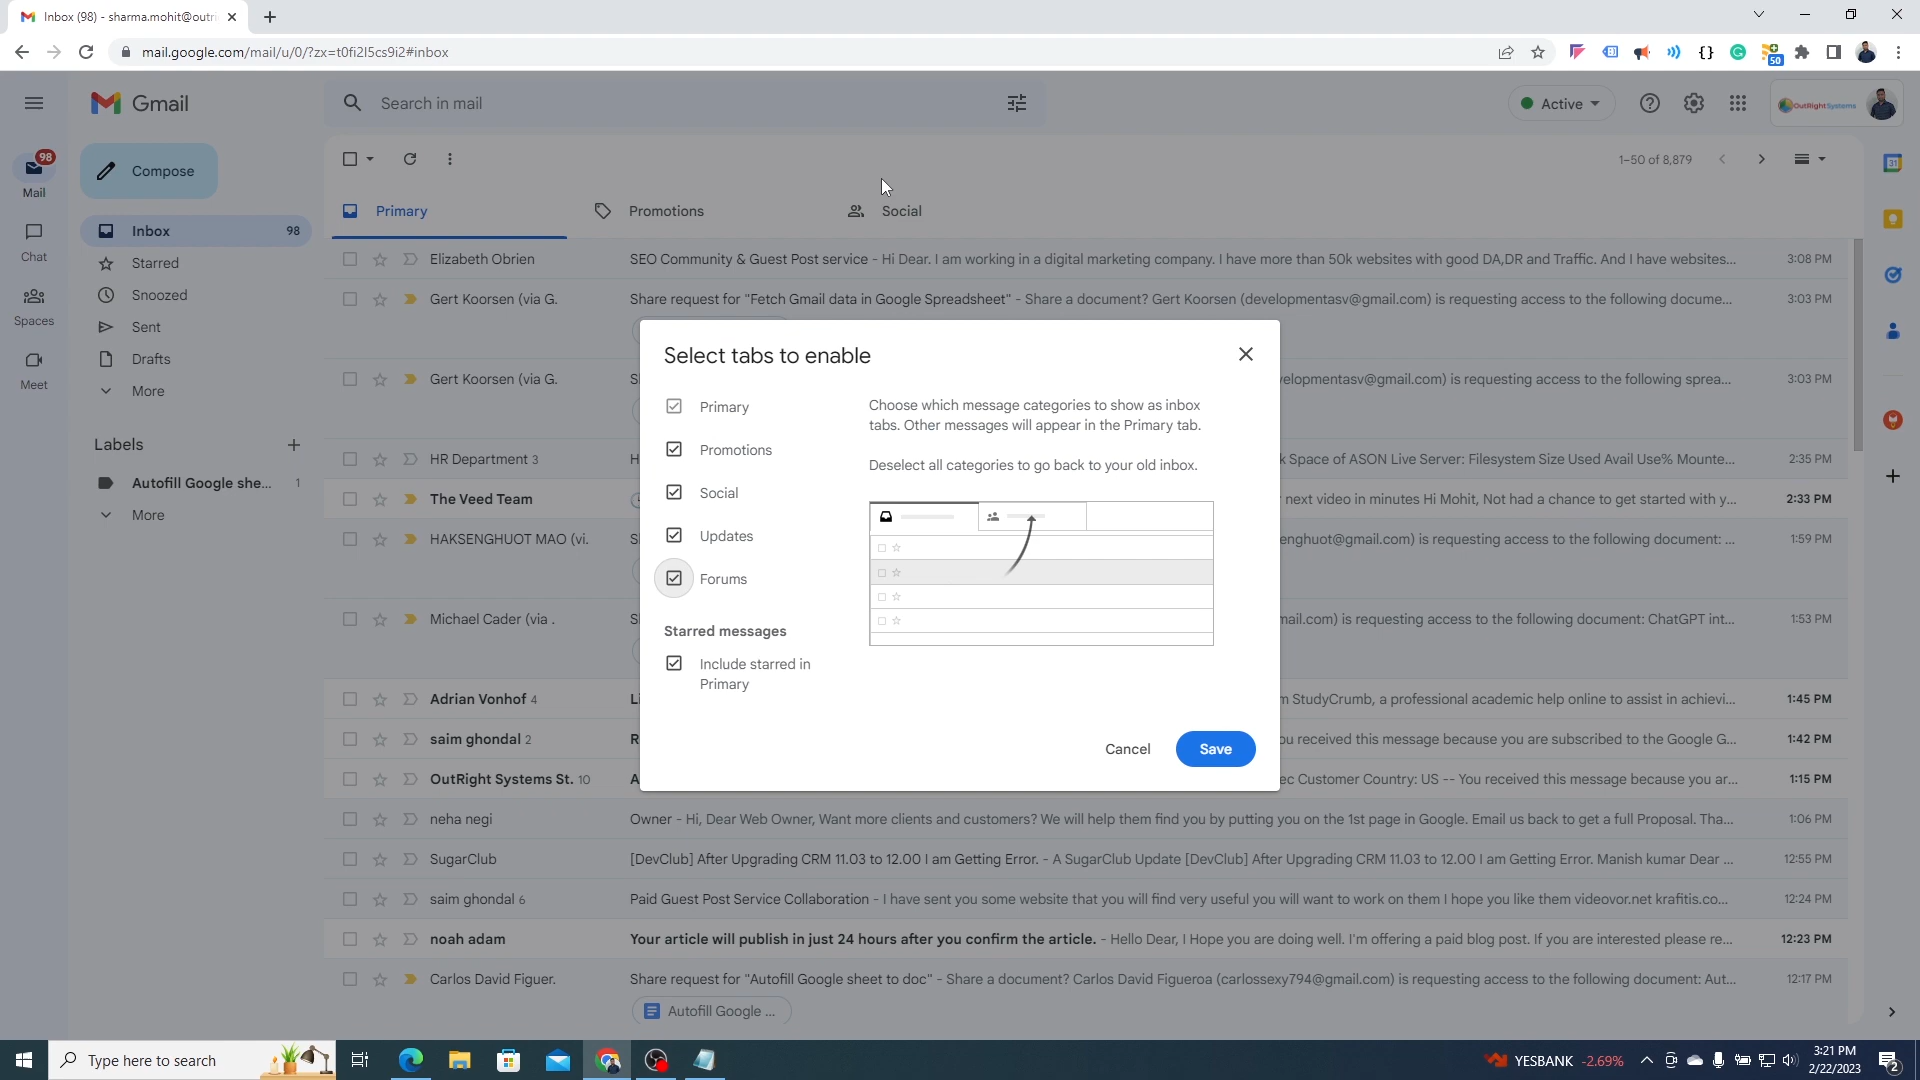 Inbox (98) - sharma.mohit@outri
mail.google.com/mail/u/0/?zx=t0fi2l5cs9i2#inbox
50
Gmail
Search in mail
Active
OutRightSystems
98
Mail
Chat
Spaces
Meet
Compose
Inbox 98
Starred
Snoozed
Sent
Drafts
More
Labels
Autofill Google she... 1
More
1–50 of 8,879
31
Primary
Promotions
Social
Elizabeth Obrien SEO Community & Guest Post service - Hi Dear. I am working in a digital marketing company. I have more than 50k websites with good DA,DR and Traffic. And I have websites... 3:08 PM
Gert Koorsen (via G. Share request for "Fetch Gmail data in Google Spreadsheet" - Share a document? Gert Koorsen (developmentasv@gmail.com) is requesting access to the following docume... 3:03 PM
Gert Koorsen (via G. velopmentasv@gmail.com) is requesting access to the following sprea... 3:03 PM
HR Department 3 k Space of ASON Live Server: Filesystem Size Used Avail Use% Mounte... 2:35 PM
The Veed Team next video in minutes Hi Mohit, Not had a chance to get started with y... 2:33 PM
HAKSENGHUOT MAO (vi. enghuot@gmail.com) is requesting access to the following document: ... 1:59 PM
Michael Cader (via . mail.com) is requesting access to the following document: ChatGPT int... 1:53 PM
Adrian Vonhof 4 Li m StudyCrumb, a professional academic help online to assist in achievi... 1:45 PM
saim ghondal 2 R ou received this message because you are subscribed to the Google G... 1:42 PM
OutRight Systems St. 10 A ec Customer Country: US -- You received this message because you ar... 1:15 PM
neha negi Owner - Hi, Dear Web Owner, Want more clients and customers? We will help them find you by putting you on the 1st page in Google. Email us back to get a full Proposal. Tha... 1:06 PM
SugarClub [DevClub] After Upgrading CRM 11.03 to 12.00 I am Getting Error. - A SugarClub Update [DevClub] After Upgrading CRM 11.03 to 12.00 I am Getting Error. Manish kumar Dear ... 12:55 PM
saim ghondal 6 Paid Guest Post Service Collaboration - I have sent you some website that you will find very useful you will want to work on them I hope you like them videovor.net krafitis.co... 12:24 PM
noah adam Your article will publish in just 24 hours after you confirm the article. - Hello Dear, I Hope you are doing well. I'm offering a paid blog post. If you are interested please re... 12:23 PM
Carlos David Figuer. Share request for "Autofill Google sheet to doc" - Share a document? Carlos David Figueroa (carlossexy794@gmail.com) is requesting access to the following document: Aut... 12:17 PM
Autofill Google ...
Select tabs to enable
Primary
Promotions
Social
Updates
Forums
Starred messages
Include starred in
Primary
Choose which message categories to show as inbox
tabs. Other messages will appear in the Primary tab.
Deselect all categories to go back to your old inbox.
Cancel
Save
Type here to search
YESBANK -2.69%
3:21 PM
2/22/2023
2